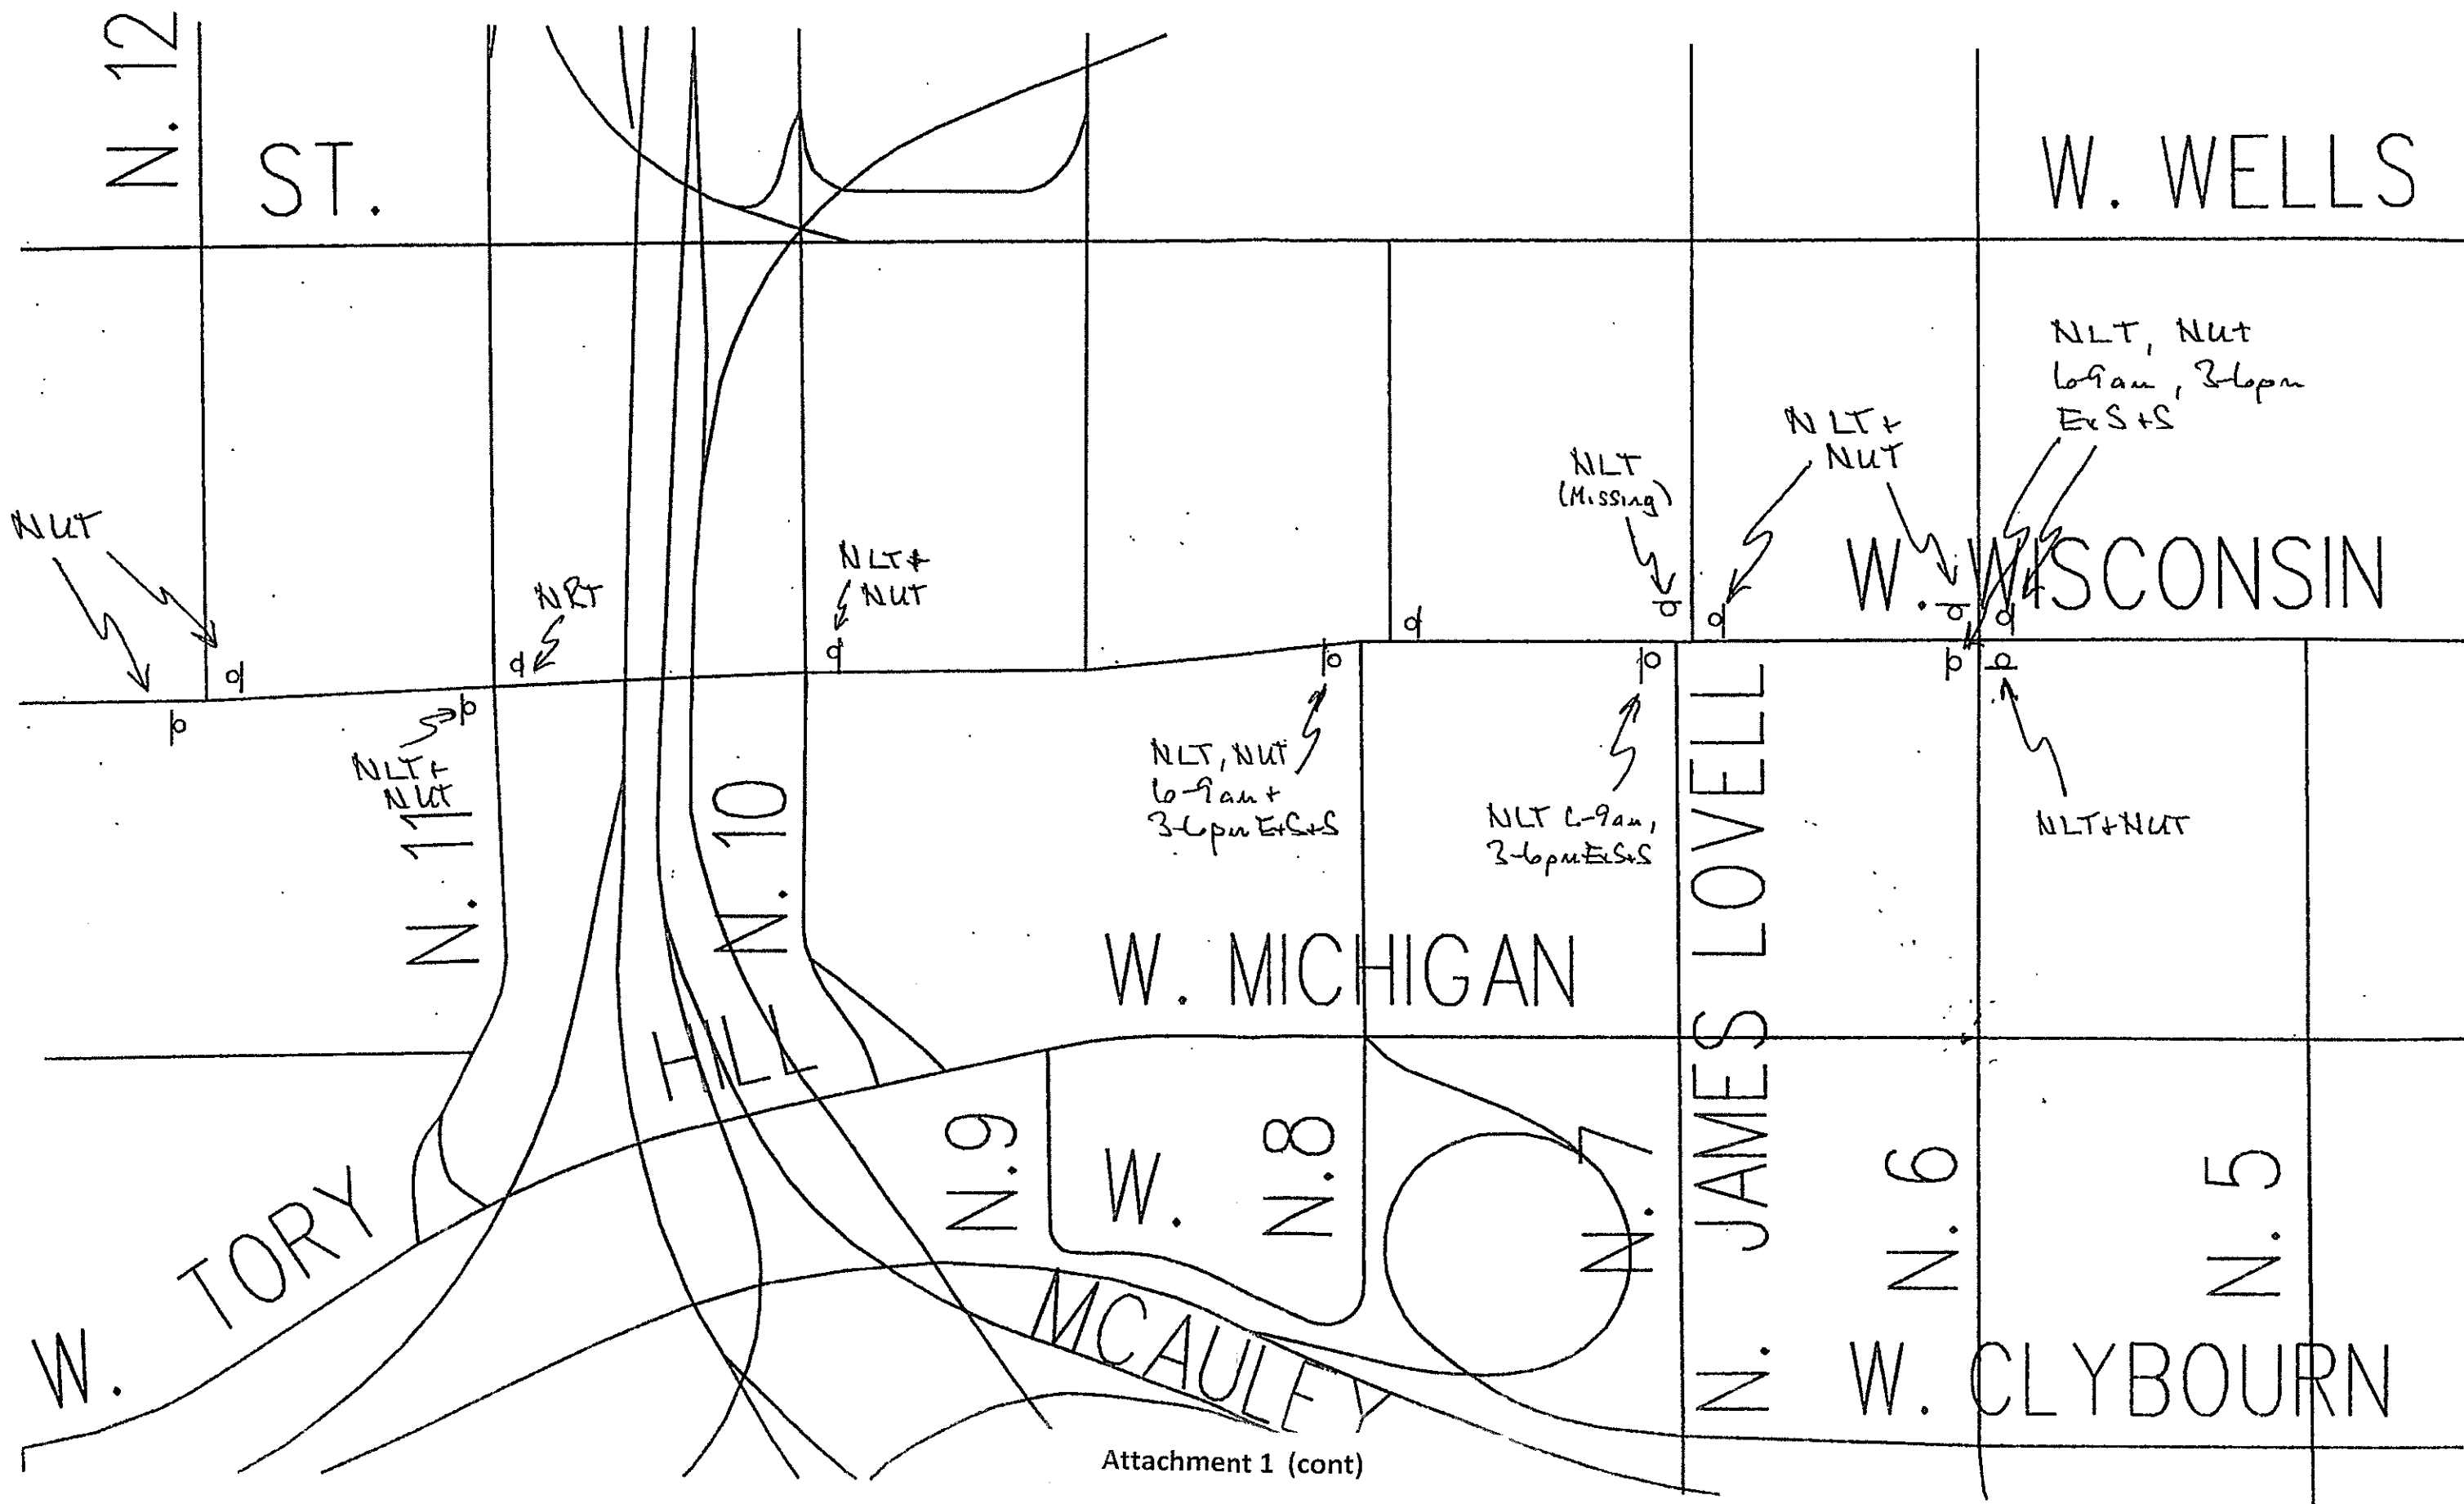 N. 12
ST.
W. WELLS
NLT, NUT
6-9am, 3-6pm
Ex S+S
NLT+
NUT
NLT
(Missing)
NUT
W. WISCONSIN
NLT+
NUT
NRT
NLT+
NUT
NLT, NUT
6-9am+
3-6pm ExS+S
NLT 6-9am,
3-6pm ExS+S
NLT+NUT
N. 11
N. 10
W. MICHIGAN
N. JAMES LOVELL
HILL
N. 9
W.
N. 8
N. 7
N. 6
N. 5
TORY
W.
MCAULEY
W. CLYBOURN
Attachment 1 (cont)